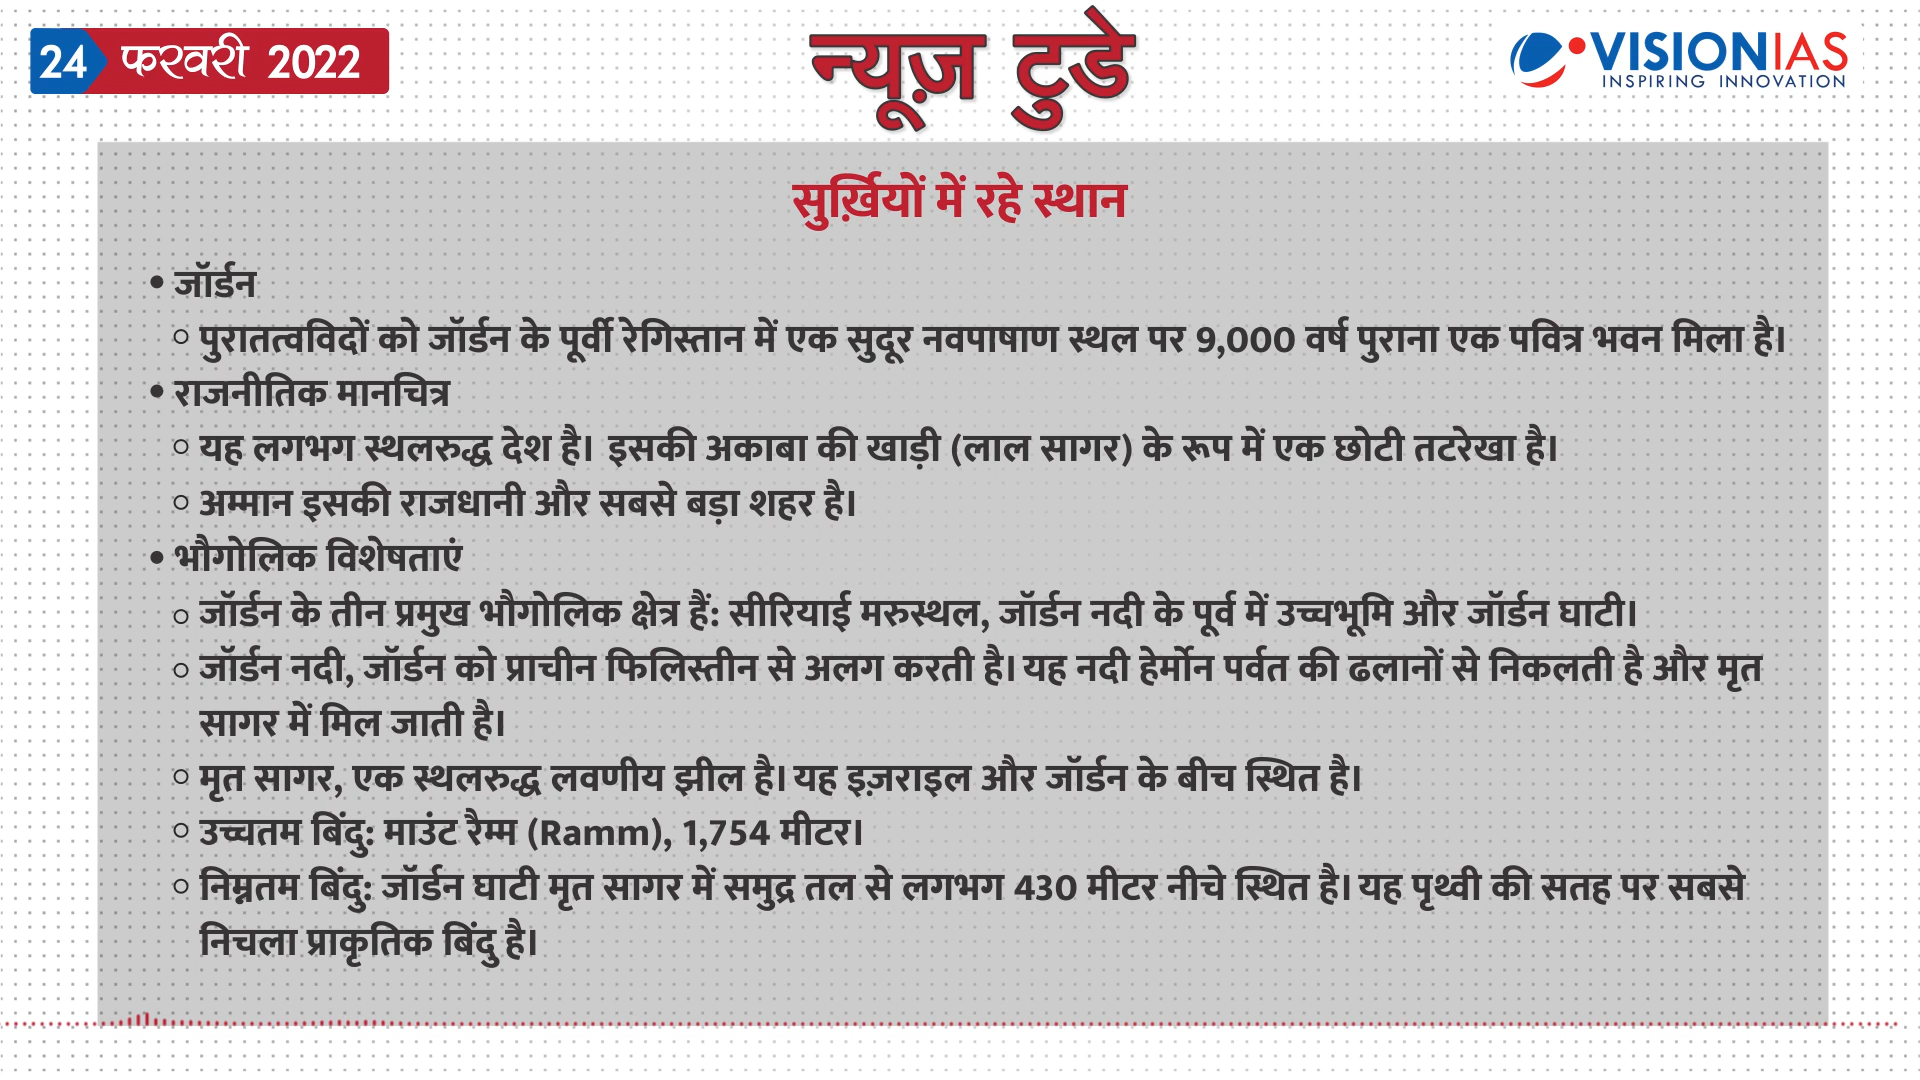 24 फरवरी 2022
न्यूज़ टुडे
VISIONIAS
INSPIRING INNOVATION
सुर्ख़ियों में रहे स्थान
• जॉर्डन
○ पुरातत्वविदों को जॉर्डन के पूर्वी रेगिस्तान में एक सुदूर नवपाषाण स्थल पर 9,000 वर्ष पुराना एक पवित्र भवन मिला है।
• राजनीतिक मानचित्र
○ यह लगभग स्थलरुद्ध देश है। इसकी अकाबा की खाड़ी (लाल सागर) के रूप में एक छोटी तटरेखा है।
○ अम्मान इसकी राजधानी और सबसे बड़ा शहर है।
• भौगोलिक विशेषताएं
○ जॉर्डन के तीन प्रमुख भौगोलिक क्षेत्र हैं: सीरियाई मरुस्थल, जॉर्डन नदी के पूर्व में उच्चभूमि और जॉर्डन घाटी।
○ जॉर्डन नदी, जॉर्डन को प्राचीन फिलिस्तीन से अलग करती है। यह नदी हेर्मोन पर्वत की ढलानों से निकलती है और मृत
सागर में मिल जाती है।
○ मृत सागर, एक स्थलरुद्ध लवणीय झील है। यह इज़राइल और जॉर्डन के बीच स्थित है।
○ उच्चतम बिंदु: माउंट रैम्म (Ramm), 1,754 मीटर।
○ निम्नतम बिंदु: जॉर्डन घाटी मृत सागर में समुद्र तल से लगभग 430 मीटर नीचे स्थित है। यह पृथ्वी की सतह पर सबसे
निचला प्राकृतिक बिंदु है।